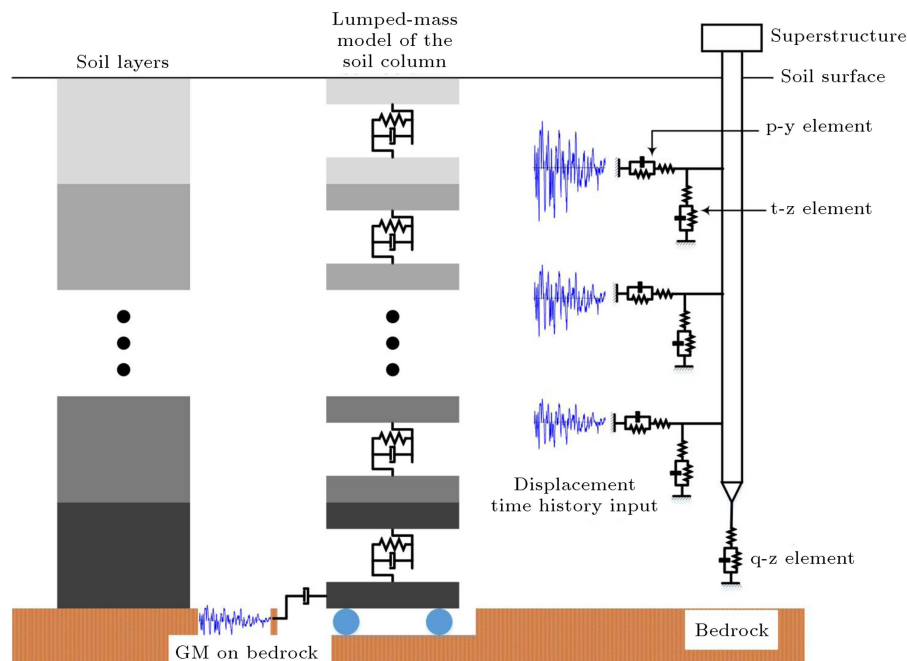 Lumped-mass
model of the
soil column
Soil layers
Superstructure
Soil surface
p-y element
t-z element
Displacement
time history input
q-z element
GM on bedrock
Bedrock